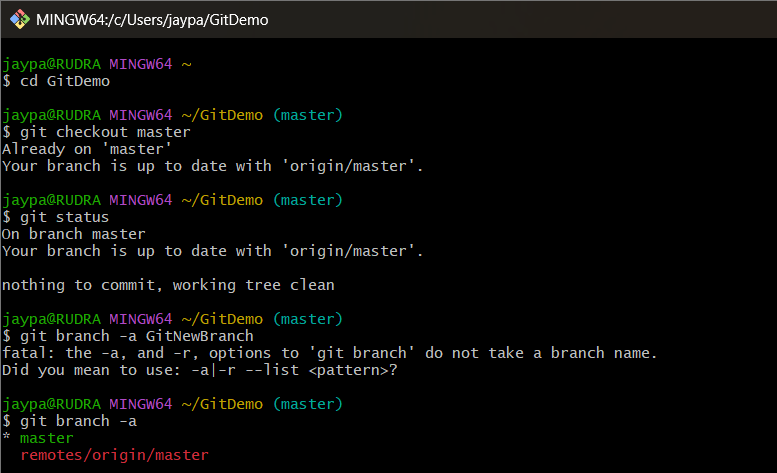 MINGW64:/c/Users/jaypa/GitDemo
jaypa@RUDRA MINGW64 ~
$ cd GitDemo
jaypa@RUDRA MINGW64 ~/GitDemo (master)
$ git checkout master
Already on 'master'
Your branch is up to date with 'origin/master'.
jaypa@RUDRA MINGW64 ~/GitDemo (master)
$ git status
On branch master
Your branch is up to date with 'origin/master'.
nothing to commit, working tree clean
jaypa@RUDRA MINGW64 ~/GitDemo (master)
$ git branch -a GitNewBranch
fatal: the -a, and -r, options to 'git branch' do not take a branch name.
Did you mean to use: -a|-r --list <pattern>?
jaypa@RUDRA MINGW64 ~/GitDemo (master)
$ git branch -a
* master
remotes/origin/master